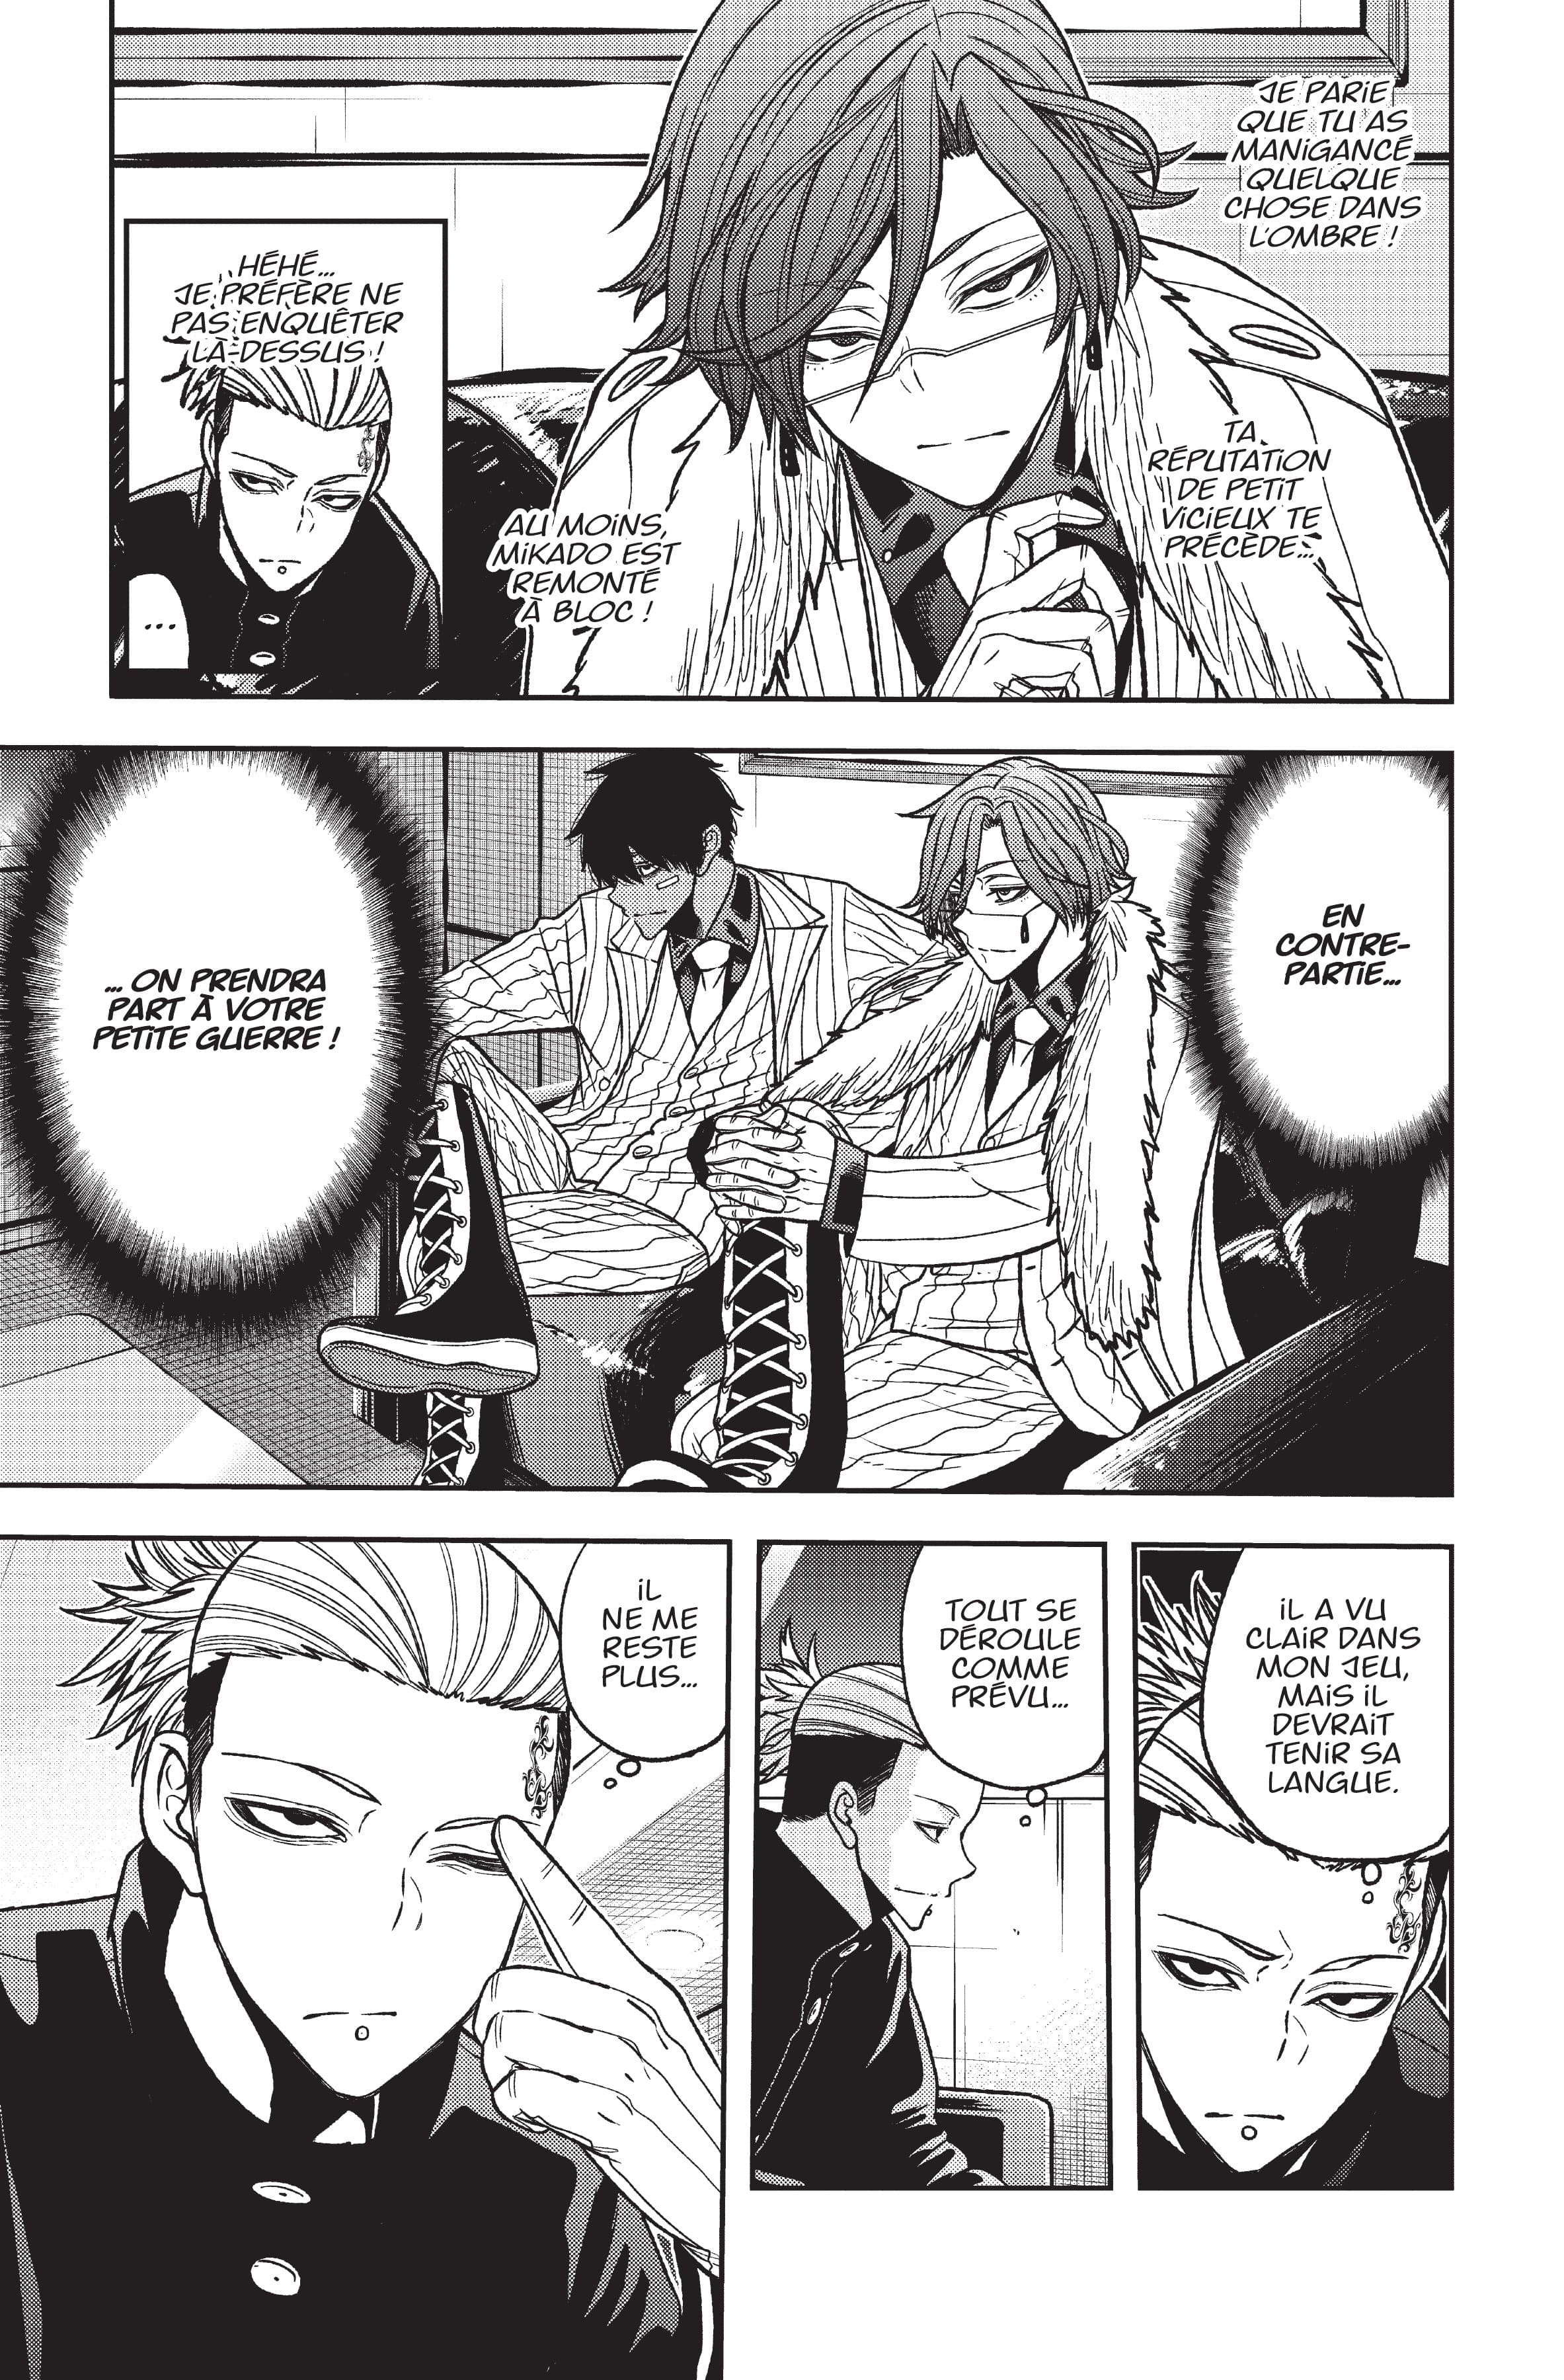 JE PARIE
QUE TU AS
MANIGANCÉ
QUELQUE
CHOSE DANS
L'OMBRE !
TA
RÉPUTATION
DE PETIT
VICIEUX TE
PRÉCÈDE...
AU MOINS,
MIKADO EST
REMONTÉ
À BLOC !
HÉHÉ...
JE PRÉFÈRE NE
PAS ENQUÊTER
LÀ-DESSUS !
...
EN
CONTRE-
PARTIE...
... ON PRENDRA
PART À VOTRE
PETITE GUERRE !
IL A VU
CLAIR DANS
MON JEU,
MAIS IL
DEVRAIT
TENIR SA
LANGUE.
TOUT SE
DÉROULE
COMME
PRÉVU...
IL
NE ME
RESTE
PLUS...